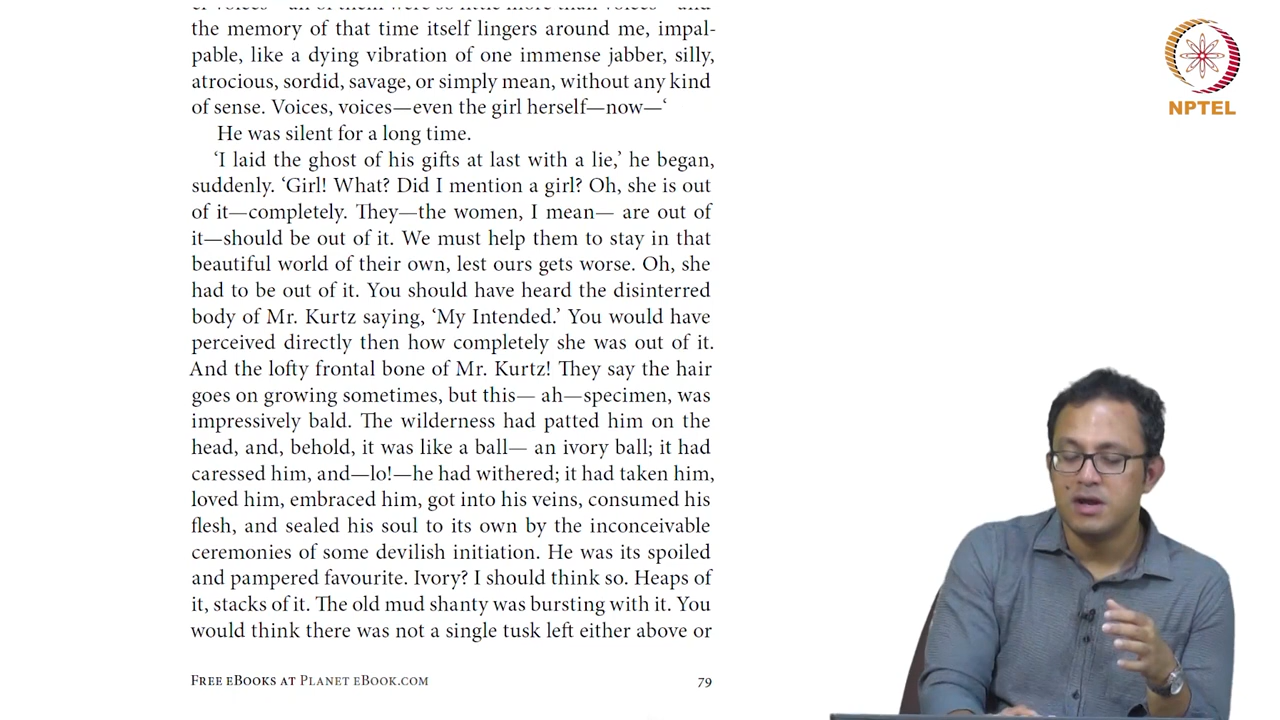 the memory of that time itself lingers around me, impal-
pable, like a dying vibration of one immense jabber, silly,
atrocious, sordid, savage, or simply mean, without any kind
of sense. Voices, voices—even the girl herself—now—‘
He was silent for a long time.
‘I laid the ghost of his gifts at last with a lie,’ he began,
suddenly. ‘Girl! What? Did I mention a girl? Oh, she is out
of it—completely. They—the women, I mean— are out of
it—should be out of it. We must help them to stay in that
beautiful world of their own, lest ours gets worse. Oh, she
had to be out of it. You should have heard the disinterred
body of Mr. Kurtz saying, ‘My Intended.’ You would have
perceived directly then how completely she was out of it.
And the lofty frontal bone of Mr. Kurtz! They say the hair
goes on growing sometimes, but this— ah—specimen, was
impressively bald. The wilderness had patted him on the
head, and, behold, it was like a ball— an ivory ball; it had
caressed him, and—lo!—he had withered; it had taken him,
loved him, embraced him, got into his veins, consumed his
flesh, and sealed his soul to its own by the inconceivable
ceremonies of some devilish initiation. He was its spoiled
and pampered favourite. Ivory? I should think so. Heaps of
it, stacks of it. The old mud shanty was bursting with it. You
would think there was not a single tusk left either above or
FREE EBOOKS AT PLANET EBOOK.COM 79
NPTEL